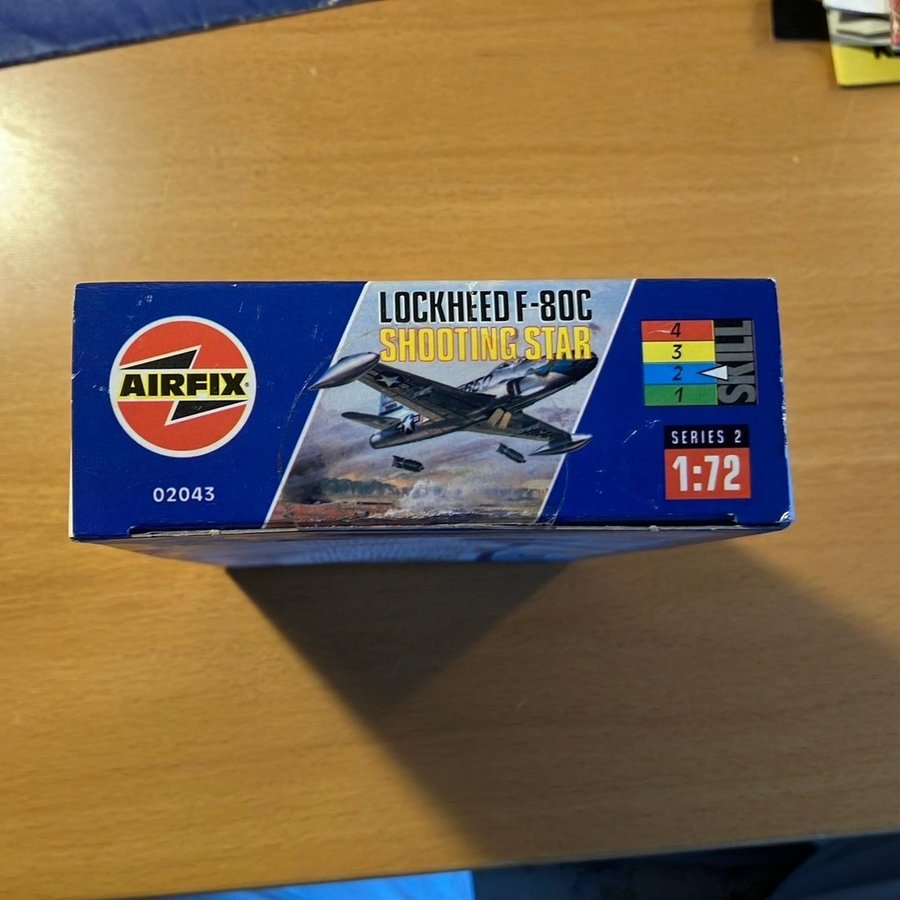 LOCKHEED F-80C
SHOOTING STAR
AIRFIX
02043
4
3
2
1
SKILL
SERIES 2
1:72